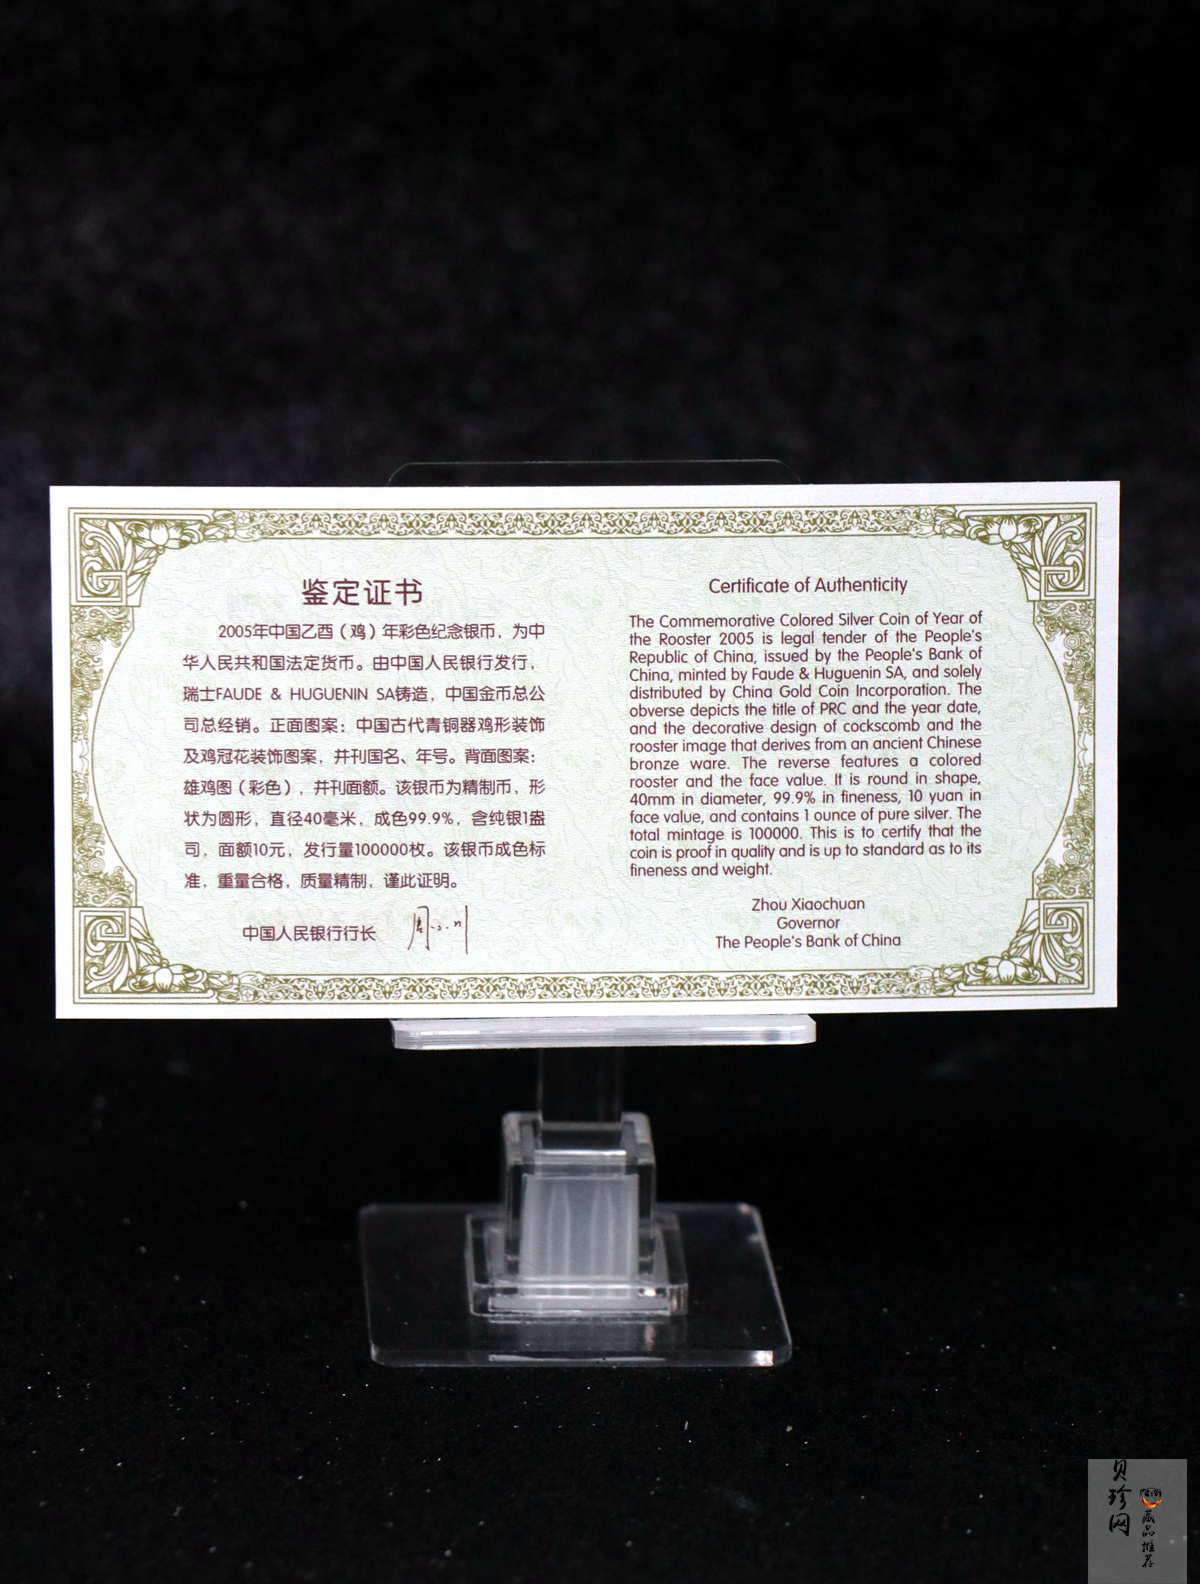 鉴定证书
2005年中国乙酉（鸡）年彩色纪念银币，为中
华人民共和国法定货币。由中国人民银行发行，
瑞士FAUDE & HUGUENIN SA铸造，中国金币总公
司总经销。正面图案：中国古代青铜器鸡形装饰
及鸡冠花装饰图案，并刊国名、年号。背面图案：
雄鸡图（彩色），并刊面额。该银币为精制币，形
状为圆形，直径40毫米，成色99.9%，含纯银1盎
司，面额10元，发行量100000枚。该银币成色标
准，重量合格，质量精制，谨此证明。
中国人民银行行长
Certificate of Authenticity
The Commemorative Colored Silver Coin of Year of
the Rooster 2005 is legal tender of the People's
Republic of China, issued by the People's Bank of
China, minted by Faude & Huguenin SA, and solely
distributed by China Gold Coin Incorporation. The
obverse depicts the title of PRC and the year date,
and the decorative design of cockscomb and the
rooster image that derives from an ancient Chinese
bronze ware. The reverse features a colored
rooster and the face value. It is round in shape,
40mm in diameter, 99.9% in fineness, 10 yuan in
face value, and contains 1 ounce of pure silver. The
total mintage is 100000. This is to certify that the
coin is proof in quality and is up to standard as to its
fineness and weight.
Zhou Xiaochuan
Governor
The People's Bank of China
贝珍网
藏品推荐